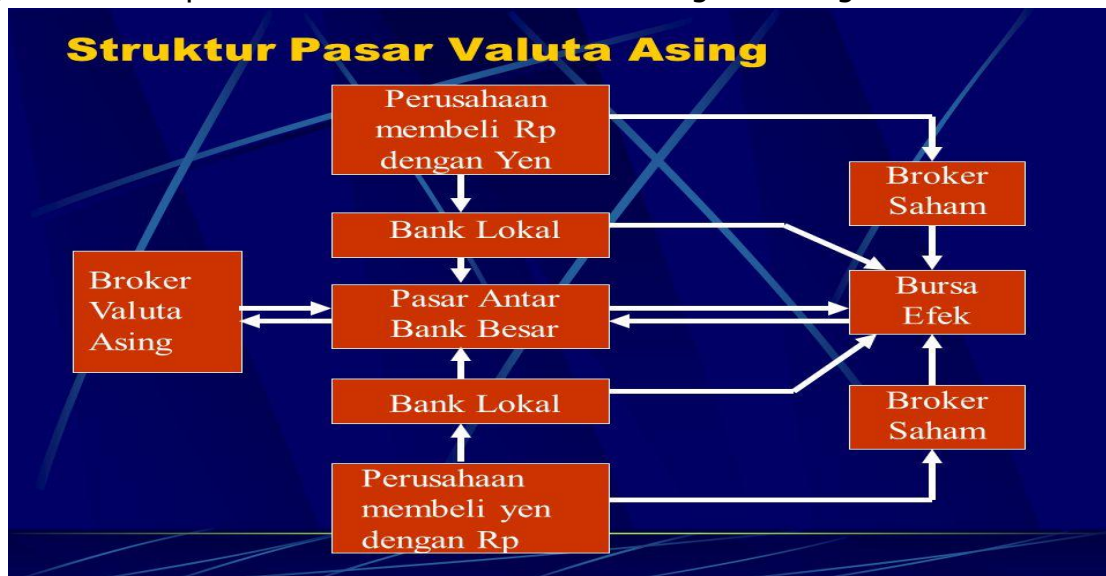 Struktur Pasar Valuta Asing
Perusahaan
membeli Rp
dengan Yen
Broker
Saham
Bank Lokal
Broker
Valuta
Asing
Pasar Antar
Bank Besar
Bursa
Efek
Bank Lokal
Broker
Saham
Perusahaan
membeli yen
dengan Rp